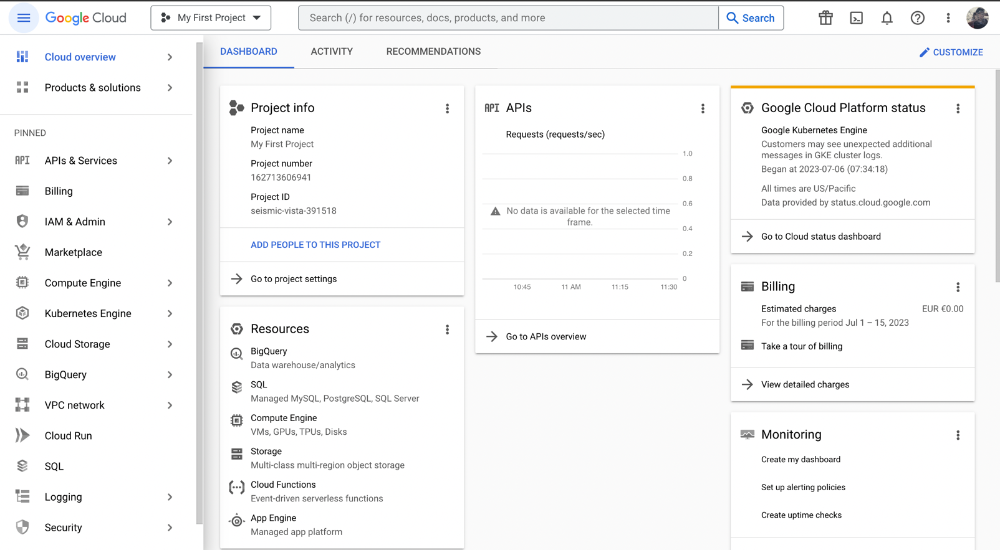 Google Cloud
My First Project
Search (/) for resources, docs, products, and more
Search
Cloud overview
Products & solutions
PINNED
API APIs & Services
Billing
IAM & Admin
Marketplace
Compute Engine
Kubernetes Engine
Cloud Storage
BigQuery
VPC network
Cloud Run
SQL
Logging
Security
DASHBOARD
ACTIVITY
RECOMMENDATIONS
CUSTOMIZE
Project info
Project name
My First Project
Project number
162713606941
Project ID
seismic-vista-391518
ADD PEOPLE TO THIS PROJECT
Go to project settings
Resources
BigQuery
Data warehouse/analytics
SQL
Managed MySQL, PostgreSQL, SQL Server
Compute Engine
VMs, GPUs, TPUs, Disks
Storage
Multi-class multi-region object storage
Cloud Functions
Event-driven serverless functions
App Engine
Managed app platform
API APIs
Requests (requests/sec)
1.0
0.8
0.6
No data is available for the selected time
frame.
0.4
0.2
0
10:45 11 AM 11:15 11:30
Go to APIs overview
Google Cloud Platform status
Google Kubernetes Engine
Customers may see unexpected additional
messages in GKE cluster logs.
Began at 2023-07-06 (07:34:18)
All times are US/Pacific
Data provided by status.cloud.google.com
Go to Cloud status dashboard
Billing
Estimated charges EUR €0.00
For the billing period Jul 1 – 15, 2023
Take a tour of billing
View detailed charges
Monitoring
Create my dashboard
Set up alerting policies
Create uptime checks